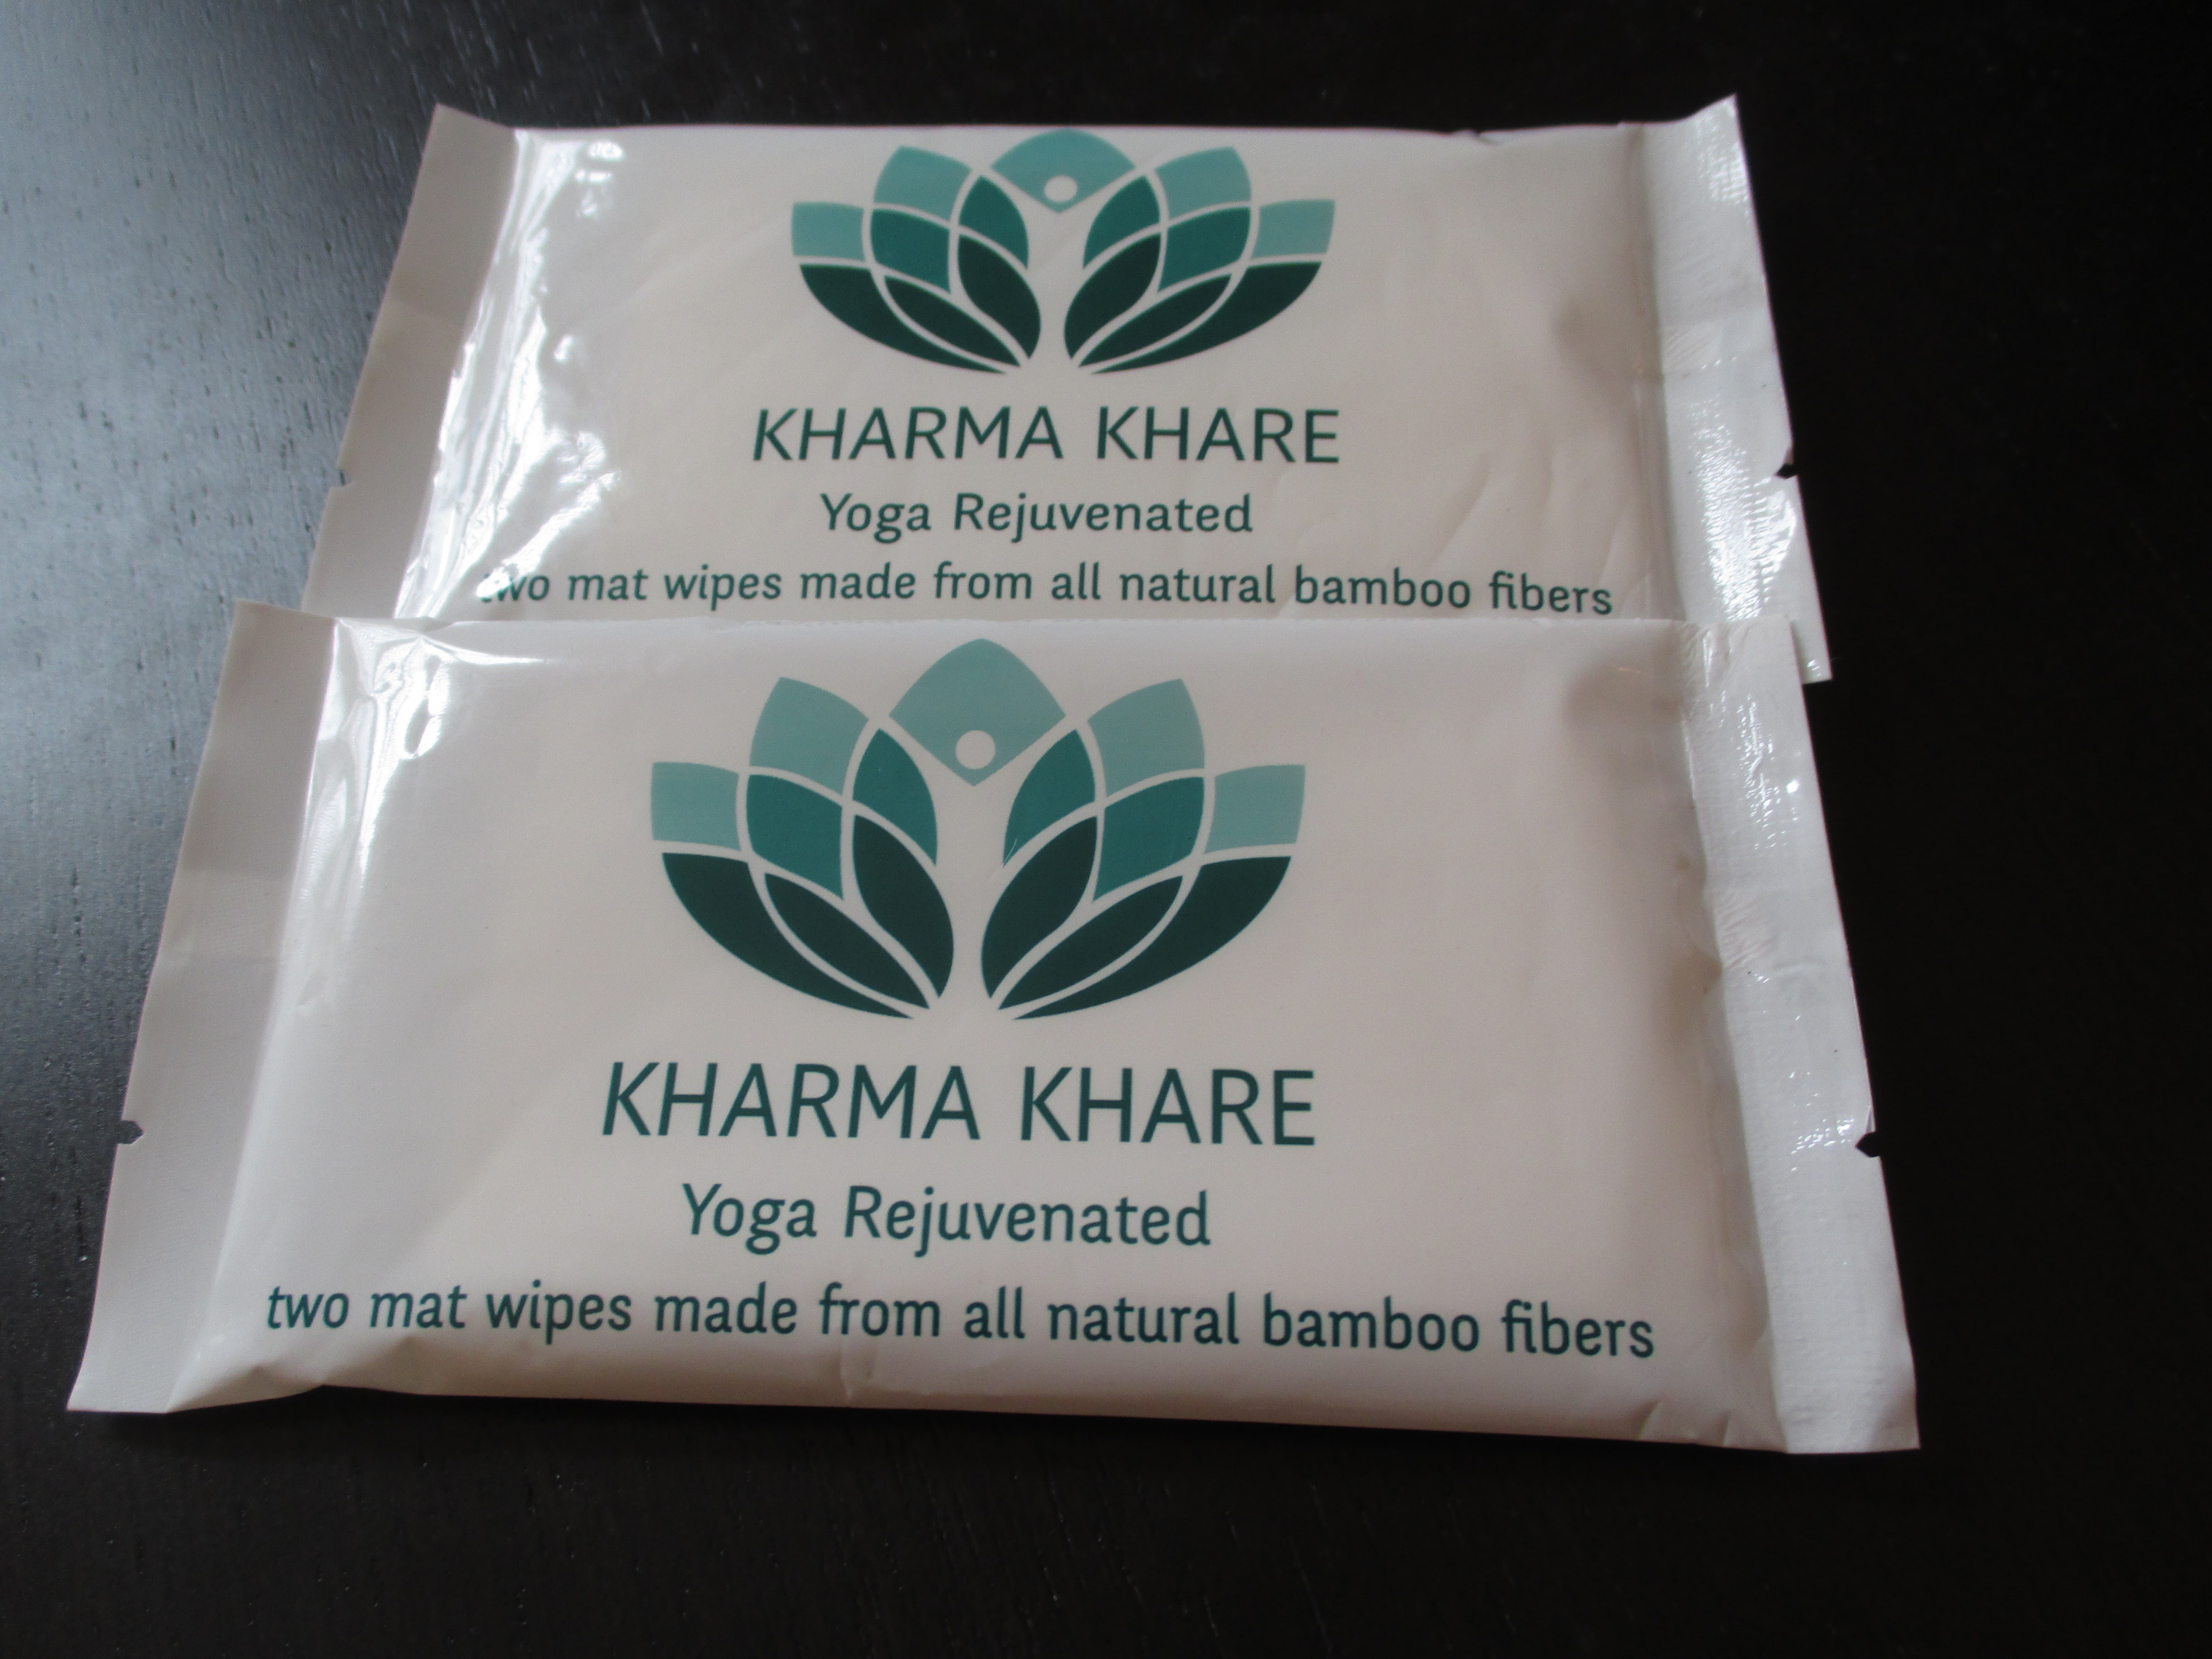 KHARMA KHARE
Yoga Rejuvenated
two mat wipes made from all natural bamboo fibers
KHARMA KHARE
Yoga Rejuvenated
two mat wipes made from all natural bamboo fibers